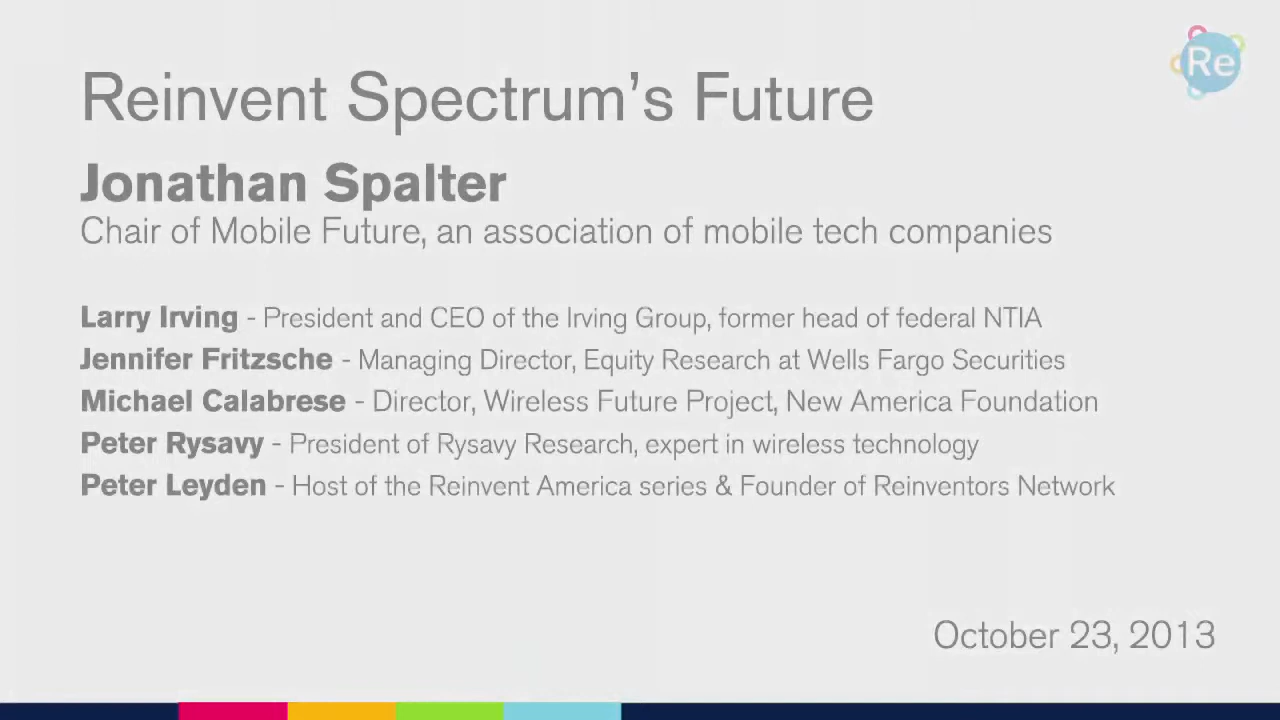 Re
Reinvent Spectrum's Future
Jonathan Spalter
Chair of Mobile Future, an association of mobile tech companies
Larry Irving - President and CEO of the Irving Group, former head of federal NTIA
Jennifer Fritzsche - Managing Director, Equity Research at Wells Fargo Securities
Michael Calabrese - Director, Wireless Future Project, New America Foundation
Peter Rysavy - President of Rysavy Research, expert in wireless technology
Peter Leyden - Host of the Reinvent America series & Founder of Reinventors Network
October 23, 2013